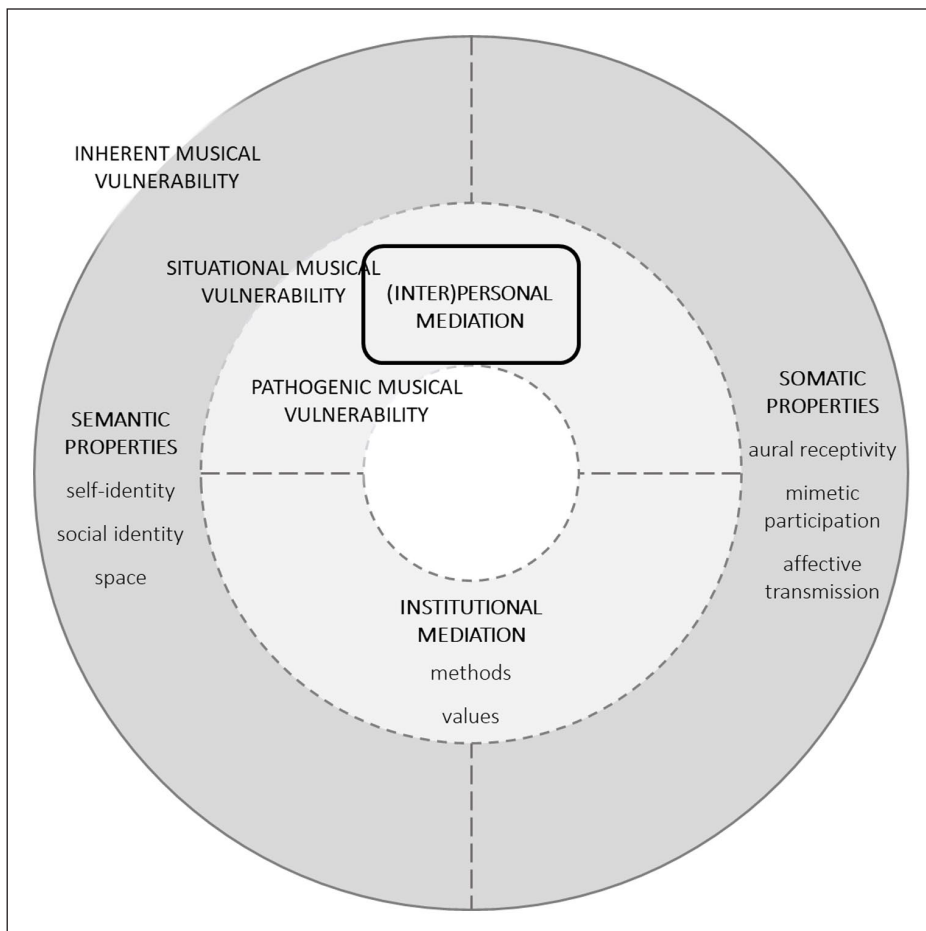 INHERENT MUSICAL
VULNERABILITY
SITUATIONAL MUSICAL
VULNERABILITY
(INTER)PERSONAL
MEDIATION
PATHOGENIC MUSICAL
VULNERABILITY
SEMANTIC
PROPERTIES
self-identity
social identity
space
SOMATIC
PROPERTIES
aural receptivity
mimetic
participation
affective
transmission
INSTITUTIONAL
MEDIATION
methods
values